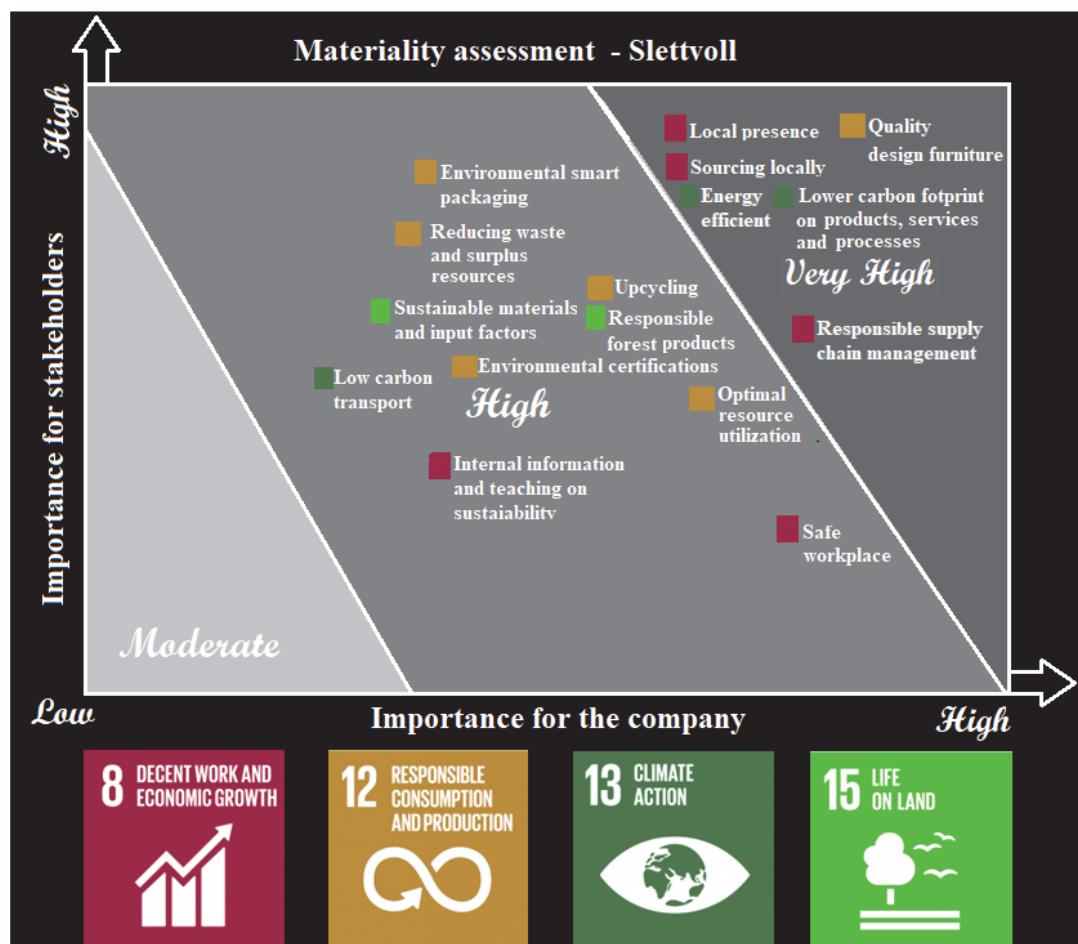 Materiality assessment - Slettvoll
High
Importance for stakeholders
Local presence
Quality
design furniture
Sourcing locally
Environmental smart
packaging
Energy
efficient
Lower carbon fotprint
on products, services
and processes
Reducing waste
and surplus
resources
Very High
Upcycling
Sustainable materials
and input factors
Responsible
forest products
Responsible supply
chain management
Environmental certifications
Low carbon
transport
High
Optimal
resource
utilization
Internal information
and teaching on
sustaiability
Safe
workplace
Moderate
Low
Importance for the company
High
8 DECENT WORK AND
ECONOMIC GROWTH
12 RESPONSIBLE
CONSUMPTION
AND PRODUCTION
13 CLIMATE
ACTION
15 LIFE
ON LAND